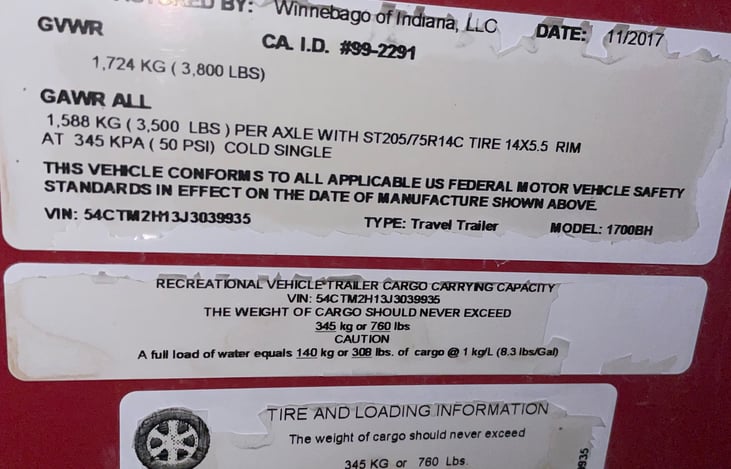 BY: Winnebago of Indiana, LLC DATE: 11/2017
GVWR
CA. I.D. #99-2291
1,724 KG ( 3,800 LBS)
GAWR ALL
1,588 KG ( 3,500 LBS ) PER AXLE WITH ST205/75R14C TIRE 14X5.5 RIM
AT 345 KPA ( 50 PSI) COLD SINGLE
THIS VEHICLE CONFORMS TO ALL APPLICABLE US FEDERAL MOTOR VEHICLE SAFETY
STANDARDS IN EFFECT ON THE DATE OF MANUFACTURE SHOWN ABOVE.
VIN: 54CTM2H13J3039935 TYPE: Travel Trailer MODEL: 1700BH
RECREATIONAL VEHICLE TRAILER CARGO CARRYING CAPACITY
VIN: 54CTM2H13J3039935
THE WEIGHT OF CARGO SHOULD NEVER EXCEED
345 kg or 760 lbs
CAUTION
A full load of water equals 140 kg or 308 lbs. of cargo @ 1 kg/L (8.3 lbs/Gal)
TIRE AND LOADING INFORMATION
The weight of cargo should never exceed
345 KG or 760 Lbs.
935